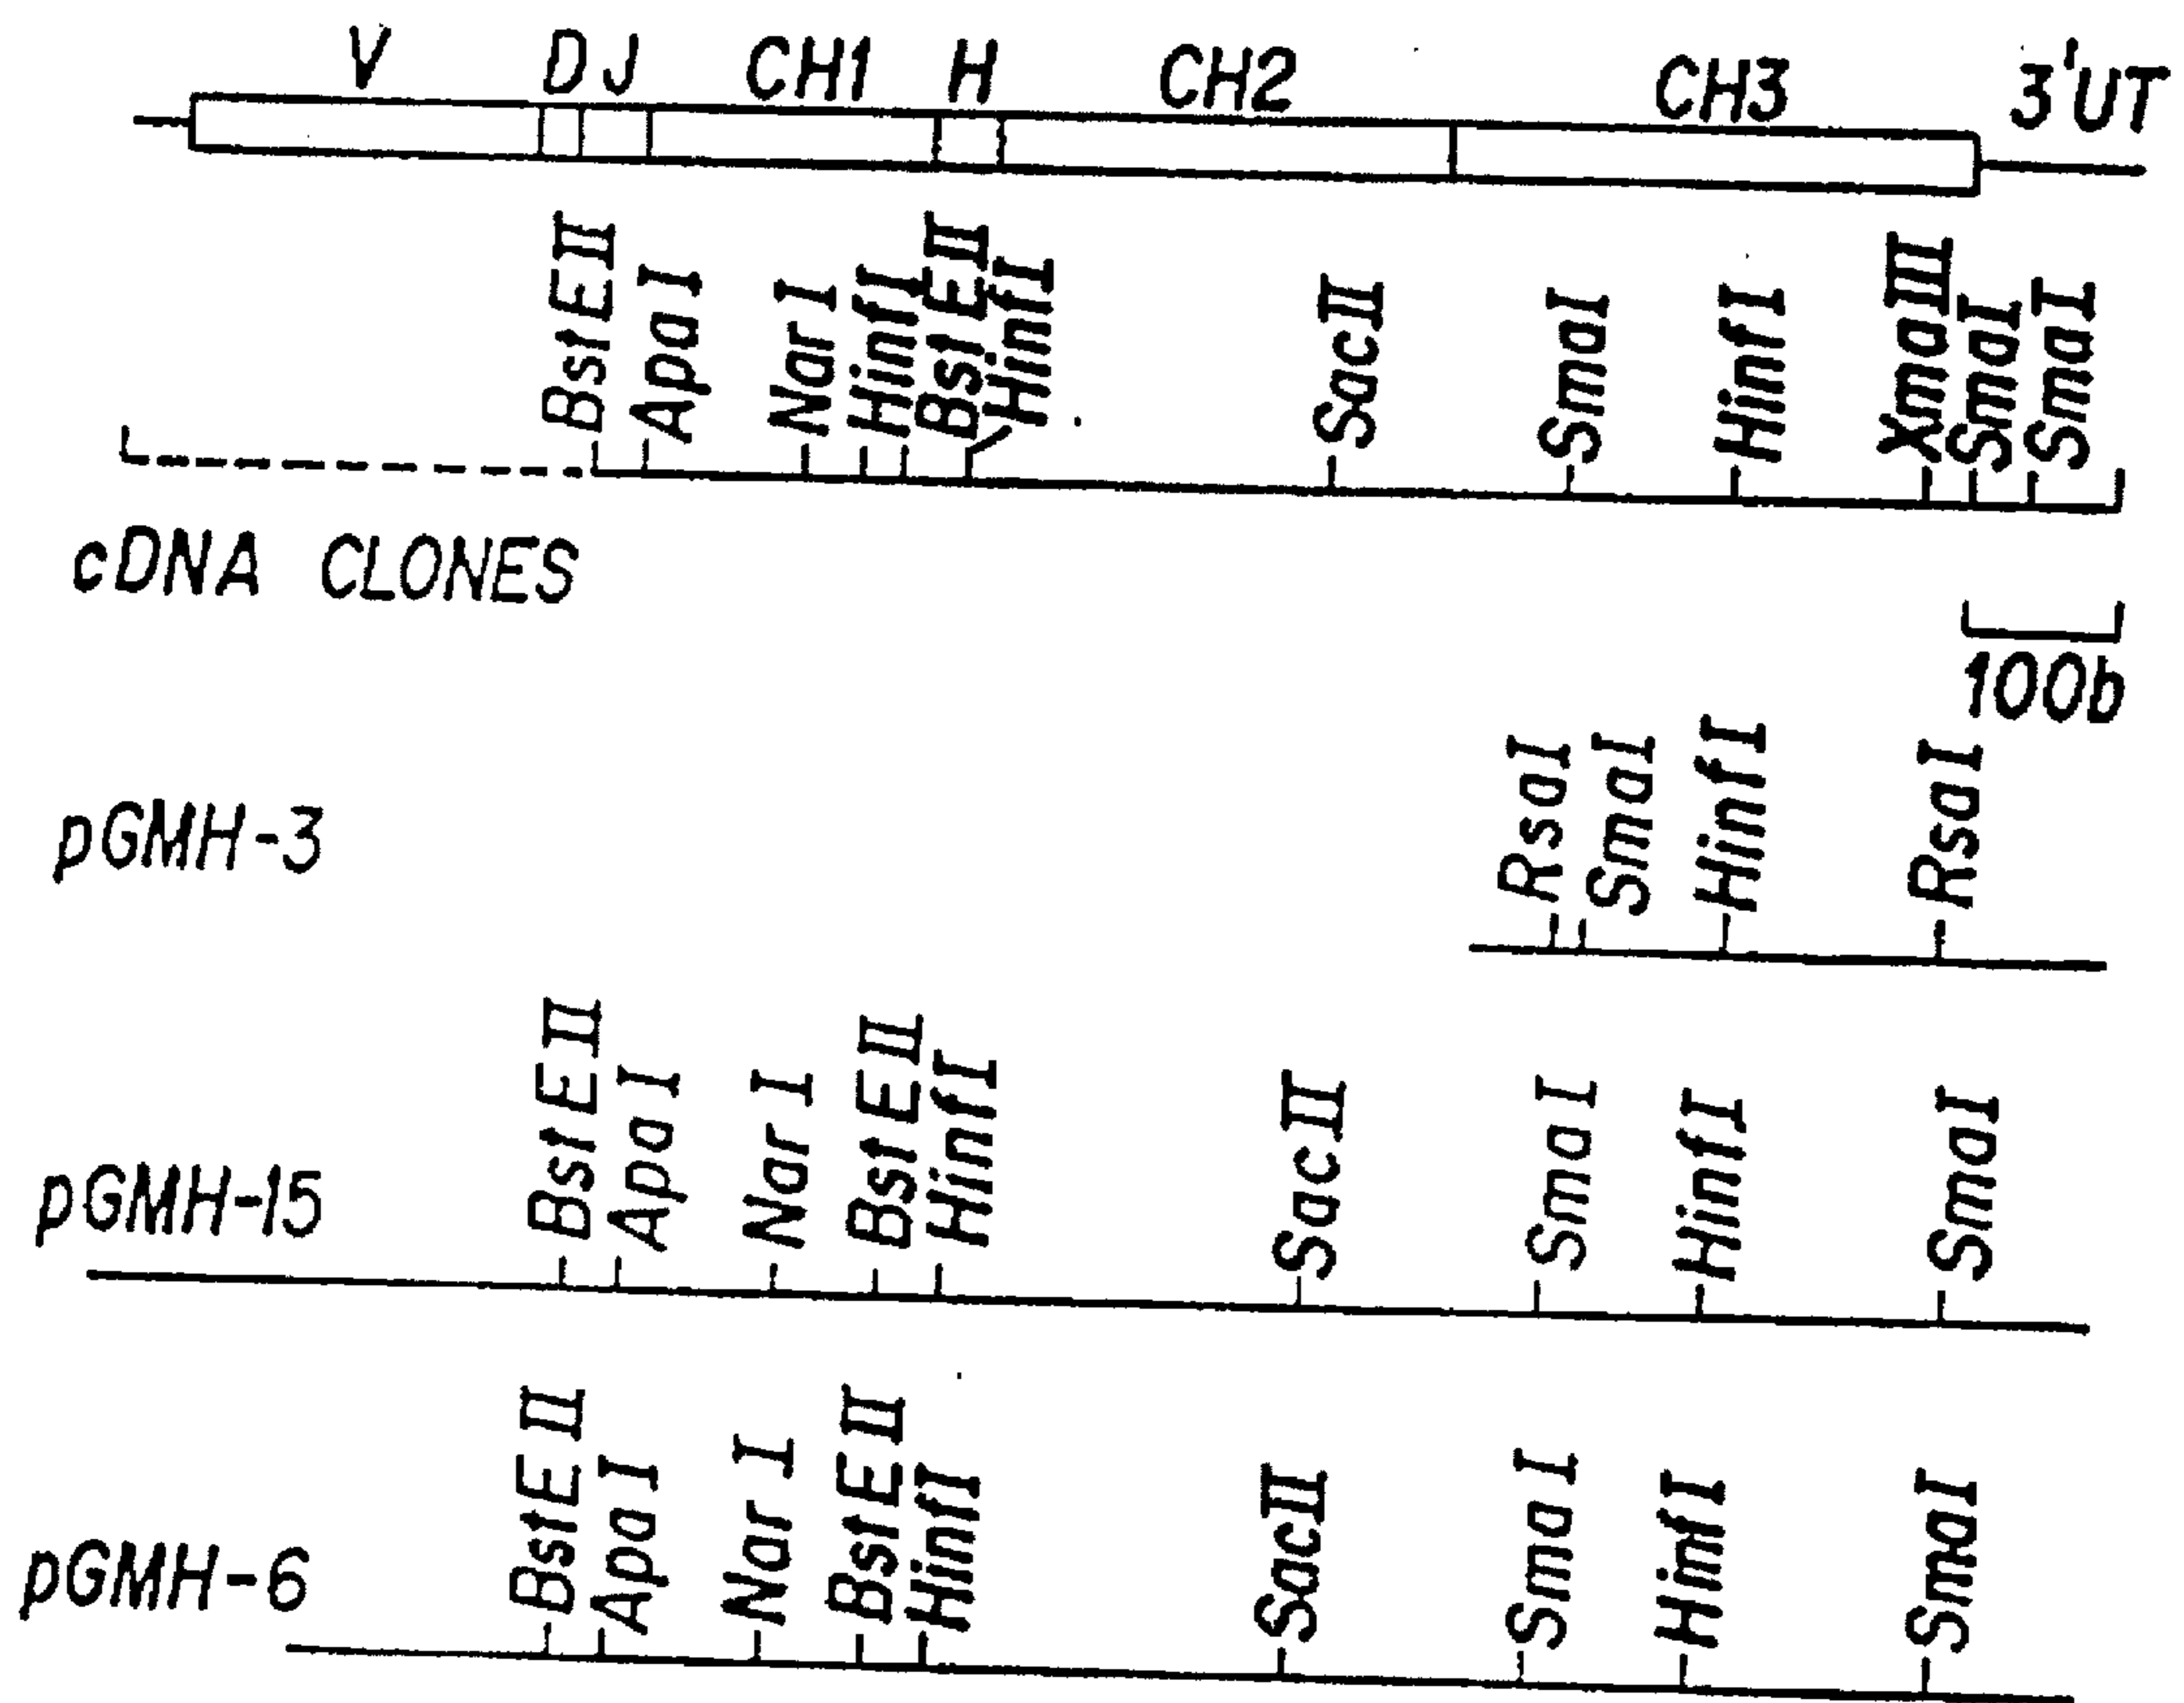 V DJ CH1 H CH2 CH3 3'UT
BstEII ApaI NarI HinfI BstEII HinfI SacII SmaI HinfI XmaIII SmaI SmaI
cDNA CLONES
100b
RsaI SmaI HinfI RsaI
pGMH-3
BstEII ApaI NarI BstEII HinfI SacII SmaI HinfI SmaI
pGMH-15
BstEII ApaI NarI BstEII HinfI SacII SmaI HinfI SmaI
pGMH-6